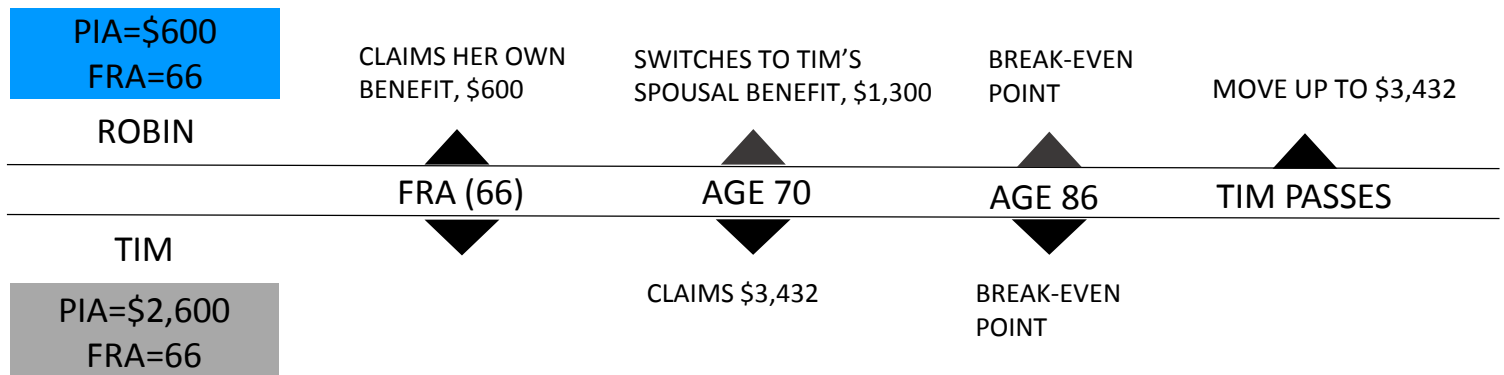 PIA=$600
FRA=66
ROBIN
CLAIMS HER OWN
BENEFIT, $600
SWITCHES TO TIM’S
SPOUSAL BENEFIT, $1,300
BREAK-EVEN
POINT
MOVE UP TO $3,432
FRA (66)
AGE 70
AGE 86
TIM PASSES
TIM
PIA=$2,600
FRA=66
CLAIMS $3,432
BREAK-EVEN
POINT